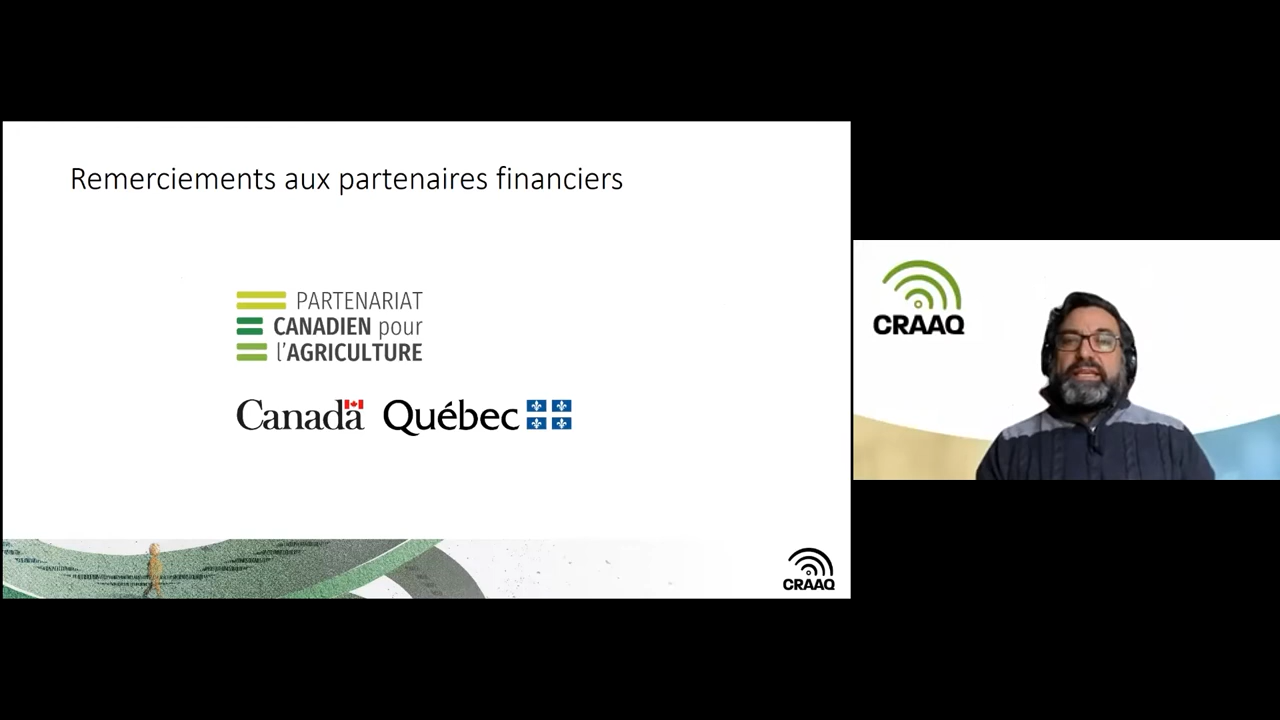 Remerciements aux partenaires financiers
PARTENARIAT
CANADIEN pour
l'AGRICULTURE
Canada Québec
CRAAQ
CRAAQ